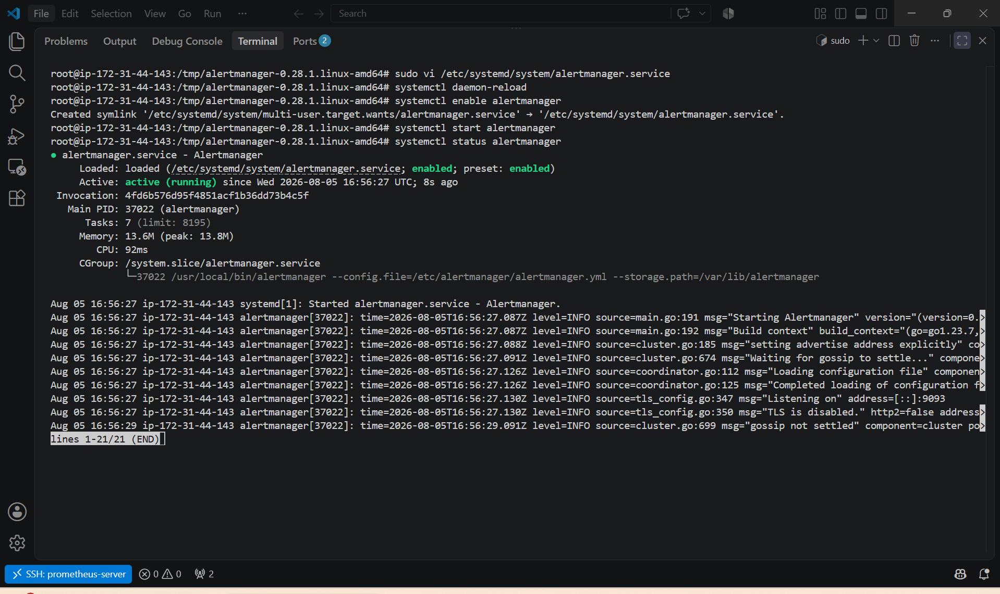 File Edit Selection View Go Run ··· Search
Problems Output Debug Console Terminal Ports 2 sudo
root@ip-172-31-44-143:/tmp/alertmanager-0.28.1.linux-amd64# sudo vi /etc/systemd/system/alertmanager.service
root@ip-172-31-44-143:/tmp/alertmanager-0.28.1.linux-amd64# systemctl daemon-reload
root@ip-172-31-44-143:/tmp/alertmanager-0.28.1.linux-amd64# systemctl enable alertmanager
Created symlink '/etc/systemd/system/multi-user.target.wants/alertmanager.service' → '/etc/systemd/system/alertmanager.service'.
root@ip-172-31-44-143:/tmp/alertmanager-0.28.1.linux-amd64# systemctl start alertmanager
root@ip-172-31-44-143:/tmp/alertmanager-0.28.1.linux-amd64# systemctl status alertmanager
● alertmanager.service - Alertmanager
Loaded: loaded (/etc/systemd/system/alertmanager.service; enabled; preset: enabled)
Active: active (running) since Wed 2026-08-05 16:56:27 UTC; 8s ago
Invocation: 4fd6b576d95f4851acf1b36dd73b4c5f
Main PID: 37022 (alertmanager)
Tasks: 7 (limit: 8195)
Memory: 13.6M (peak: 13.8M)
CPU: 92ms
CGroup: /system.slice/alertmanager.service
└─37022 /usr/local/bin/alertmanager --config.file=/etc/alertmanager/alertmanager.yml --storage.path=/var/lib/alertmanager
Aug 05 16:56:27 ip-172-31-44-143 systemd[1]: Started alertmanager.service - Alertmanager.
Aug 05 16:56:27 ip-172-31-44-143 alertmanager[37022]: time=2026-08-05T16:56:27.087Z level=INFO source=main.go:191 msg="Starting Alertmanager" version="(version=0.>
Aug 05 16:56:27 ip-172-31-44-143 alertmanager[37022]: time=2026-08-05T16:56:27.087Z level=INFO source=main.go:192 msg="Build context" build_context="(go=go1.23.7,>
Aug 05 16:56:27 ip-172-31-44-143 alertmanager[37022]: time=2026-08-05T16:56:27.088Z level=INFO source=cluster.go:185 msg="setting advertise address explicitly" co>
Aug 05 16:56:27 ip-172-31-44-143 alertmanager[37022]: time=2026-08-05T16:56:27.091Z level=INFO source=cluster.go:674 msg="Waiting for gossip to settle..." compone>
Aug 05 16:56:27 ip-172-31-44-143 alertmanager[37022]: time=2026-08-05T16:56:27.126Z level=INFO source=coordinator.go:112 msg="Loading configuration file" componen>
Aug 05 16:56:27 ip-172-31-44-143 alertmanager[37022]: time=2026-08-05T16:56:27.126Z level=INFO source=coordinator.go:125 msg="Completed loading of configuration f>
Aug 05 16:56:27 ip-172-31-44-143 alertmanager[37022]: time=2026-08-05T16:56:27.130Z level=INFO source=tls_config.go:347 msg="Listening on" address=[::]:9093
Aug 05 16:56:27 ip-172-31-44-143 alertmanager[37022]: time=2026-08-05T16:56:27.130Z level=INFO source=tls_config.go:350 msg="TLS is disabled." http2=false address>
Aug 05 16:56:29 ip-172-31-44-143 alertmanager[37022]: time=2026-08-05T16:56:29.091Z level=INFO source=cluster.go:699 msg="gossip not settled" component=cluster po>
lines 1-21/21 (END)
SSH: prometheus-server 0 0 2